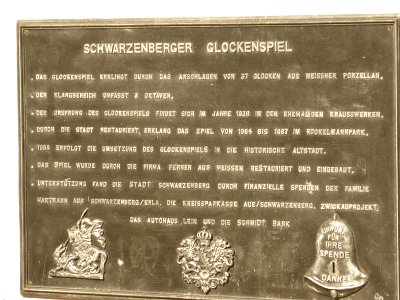 SCHWARZENBERGER GLOCKENSPIEL
DAS GLOCKENSPIEL ERKLINGT DURCH DAS ANSCHLAGEN VON 37 GLOCKEN AUS MEISSNER PORZELLAN,
DER KLANGBEREICH UMFASST 3 OKTAVEN,
DER URSPRUNG DES GLOCKENSPIELS FINDET SICH IM JAHRE 1938 IN DEN EHEMALIGEN KRAUSSWERKEN,
DURCH DIE STADT RESTAURIERT, ERKLANG DAS SPIEL VON 1964 BIS 1987 IM ROCKELMANNPARK,
1994 ERFOLGT DIE UMSETZUNG DES GLOCKENSPIELS IN DIE HISTORISCHE ALTSTADT.
DAS SPIEL WURDE DURCH DIE FIRMA FERNER AUS MEISSEN RESTAURIERT UND EINGEBAUT.
UNTERSTÜTZUNG FAND DIE STADT SCHWARZENBERG DURCH FINANZIELLE SPENDEN DER FAMILIE
HARTMANN AUS SCHWARZENBERG/ERLA, DIE KREISSPARKASSE AUE/SCHWARZENBERG, ZWICKAUPROJEKT,
DAS AUTOHAUS LEIN UND DIE SCHMIDT BANK
EINWURF
FÜR
IHRE
SPENDE
DANKE